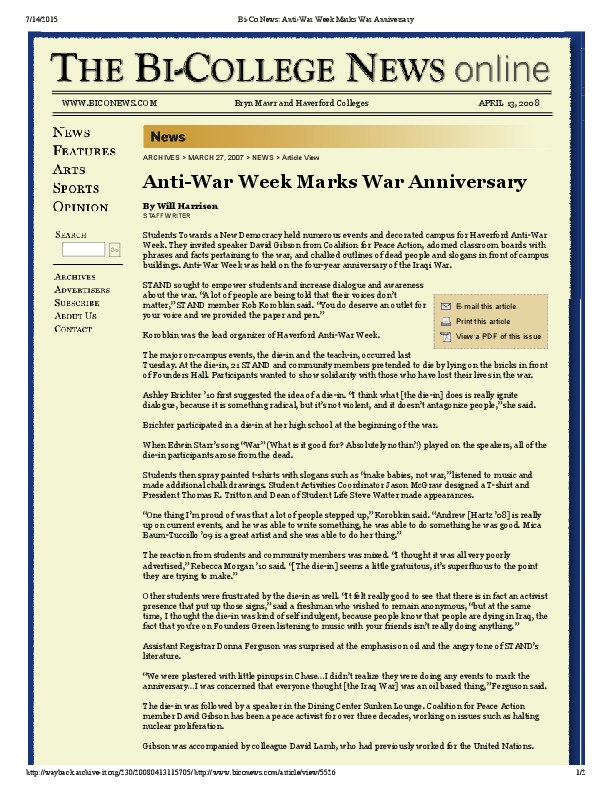 7/14/2015 Bi-Co News: Anti-War Week Marks War Anniversary
THE BI-COLLEGE NEWS online
WWW.BICONEWS.COM Bryn Mawr and Haverford Colleges APRIL 13, 2008
NEWS
FEATURES
ARTS
SPORTS
OPINION
SEARCH
Go
ARCHIVES
ADVERTISERS
SUBSCRIBE
ABOUT US
CONTACT
News
ARCHIVES > MARCH 27, 2007 > NEWS > Article View
Anti-War Week Marks War Anniversary
By Will Harrison
STAFF WRITER
Students Towards a New Democracy held numerous events and decorated campus for Haverford Anti-War
Week. They invited speaker David Gibson from Coalition for Peace Action, adorned classroom boards with
phrases and facts pertaining to the war, and chalked outlines of dead people and slogans in front of campus
buildings. Anti-War Week was held on the four-year anniversary of the Iraqi War.
STAND sought to empower students and increase dialogue and awareness
about the war. “A lot of people are being told that their voices don’t
matter,” STAND member Rob Korobkin said. “You do deserve an outlet for
your voice and we provided the paper and pen.”
E-mail this article
Print this article
View a PDF of this issue
Korobkin was the lead organizer of Haverford Anti-War Week.
The major on-campus events, the die-in and the teach-in, occurred last
Tuesday. At the die-in, 21 STAND and community members pretended to die by lying on the bricks in front
of Founders Hall. Participants wanted to show solidarity with those who have lost their lives in the war.
Ashley Brichter ’10 first suggested the idea of a die-in. “I think what [the die-in] does is really ignite
dialogue, because it is something radical, but it’s not violent, and it doesn’t antagonize people,” she said.
Brichter participated in a die-in at her high school at the beginning of the war.
When Edwin Starr’s song “War” (What is it good for? Absolutely nothin’!) played on the speakers, all of the
die-in participants arose from the dead.
Students then spray painted t-shirts with slogans such as “make babies, not war,” listened to music and
made additional chalk drawings. Student Activities Coordinator Jason McGraw designed a T-shirt and
President Thomas R. Tritton and Dean of Student Life Steve Watter made appearances.
“One thing I’m proud of was that a lot of people stepped up,” Korobkin said. “Andrew [Hartz ’08] is really
up on current events, and he was able to write something, he was able to do something he was good. Mica
Baum-Tuccillo ’09 is a great artist and she was able to do her thing.”
The reaction from students and community members was mixed. “I thought it was all very poorly
advertised,” Rebecca Morgan ’10 said. “[The die-in] seems a little gratuitous, it’s superfluous to the point
they are trying to make.”
Others students were frustrated by the die-in as well. “It felt really good to see that there is in fact an activist
presence that put up those signs,” said a freshman who wished to remain anonymous, “but at the same
time, I thought the die-in was kind of self indulgent, because people know that people are dying in Iraq, the
fact that you’re on Founders Green listening to music with your friends isn’t really doing anything.”
Assistant Registrar Donna Ferguson was surprised at the emphasis on oil and the angry tone of STAND’s
literature.
“We were plastered with little pinups in Chase...I didn’t realize they were doing any events to mark the
anniversary...I was concerned that everyone thought [the Iraq War] was an oil based thing,” Ferguson said.
The die-in was followed by a speaker in the Dining Center Sunken Lounge. Coalition for Peace Action
member David Gibson has been a peace activist for over three decades, working on issues such as halting
nuclear proliferation.
Gibson was accompanied by colleague David Lamb, who had previously worked for the United Nations.
http://wayback.archive-it.org/230/20080413115705/http://www.biconews.com/article/view/5526 1/2